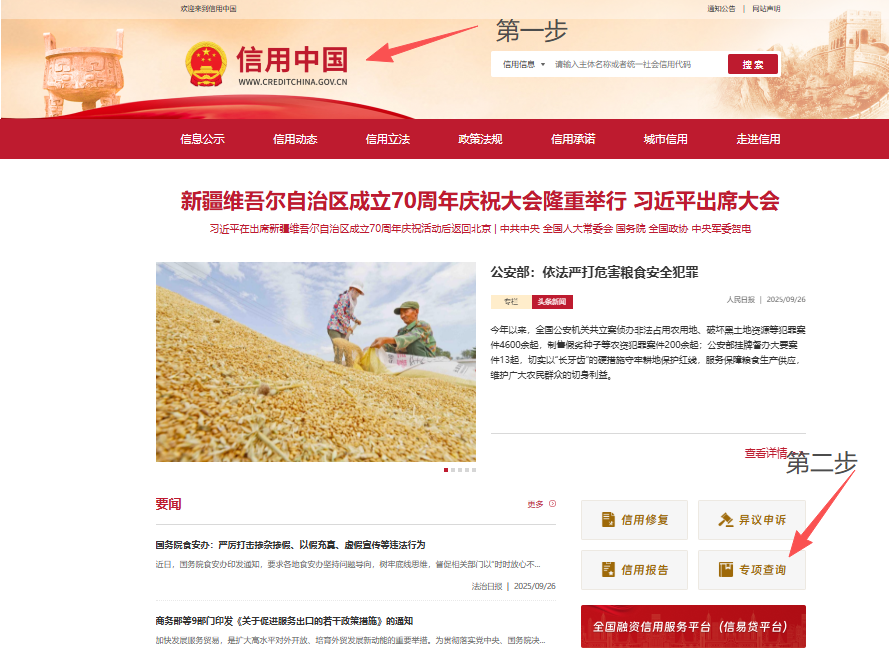 欢迎来到信用中国
通知公告 | 网站声明
第一步
信用中国
WWW.CREDITCHINA.GOV.CN
信用信息 请输入主体名称或者统一社会信用代码 搜索
信息公示 信用动态 信用立法 政策法规 信用承诺 城市信用 走进信用
新疆维吾尔自治区成立70周年庆祝大会隆重举行 习近平出席大会
习近平在出席新疆维吾尔自治区成立70周年庆祝活动后返回北京 | 中共中央 全国人大常委会 国务院 全国政协 中央军委贺电
公安部：依法严打危害粮食安全犯罪
专栏 头条新闻
人民日报 | 2025/09/26
今年以来，全国公安机关共立案侦办非法占用农用地、破坏黑土地资源等犯罪案
件4600余起，制售假劣种子等农资犯罪案件200余起；公安部挂牌督办大要案
件13起，切实以“长牙齿”的硬措施守牢耕地保护红线，服务保障粮食生产供应，
维护广大农民群众的切身利益。
查看详情
第二步
要闻
更多
国务院食安办：严厉打击掺杂掺假、以假充真、虚假宣传等违法行为
近日，国务院食安办印发通知，要求各地食安办坚持问题导向，树牢底线思维，督促相关部门以“时时放心不下...
法治日报 | 2025/09/26
商务部等9部门印发《关于促进服务出口的若干政策措施》的通知
加快发展服务贸易，是扩大高水平对外开放、培育外贸发展新动能的重要举措。为贯彻落实党中央、国务院决...
信用修复
异议申诉
信用报告
专项查询
全国融资信用服务平台（信易贷平台）